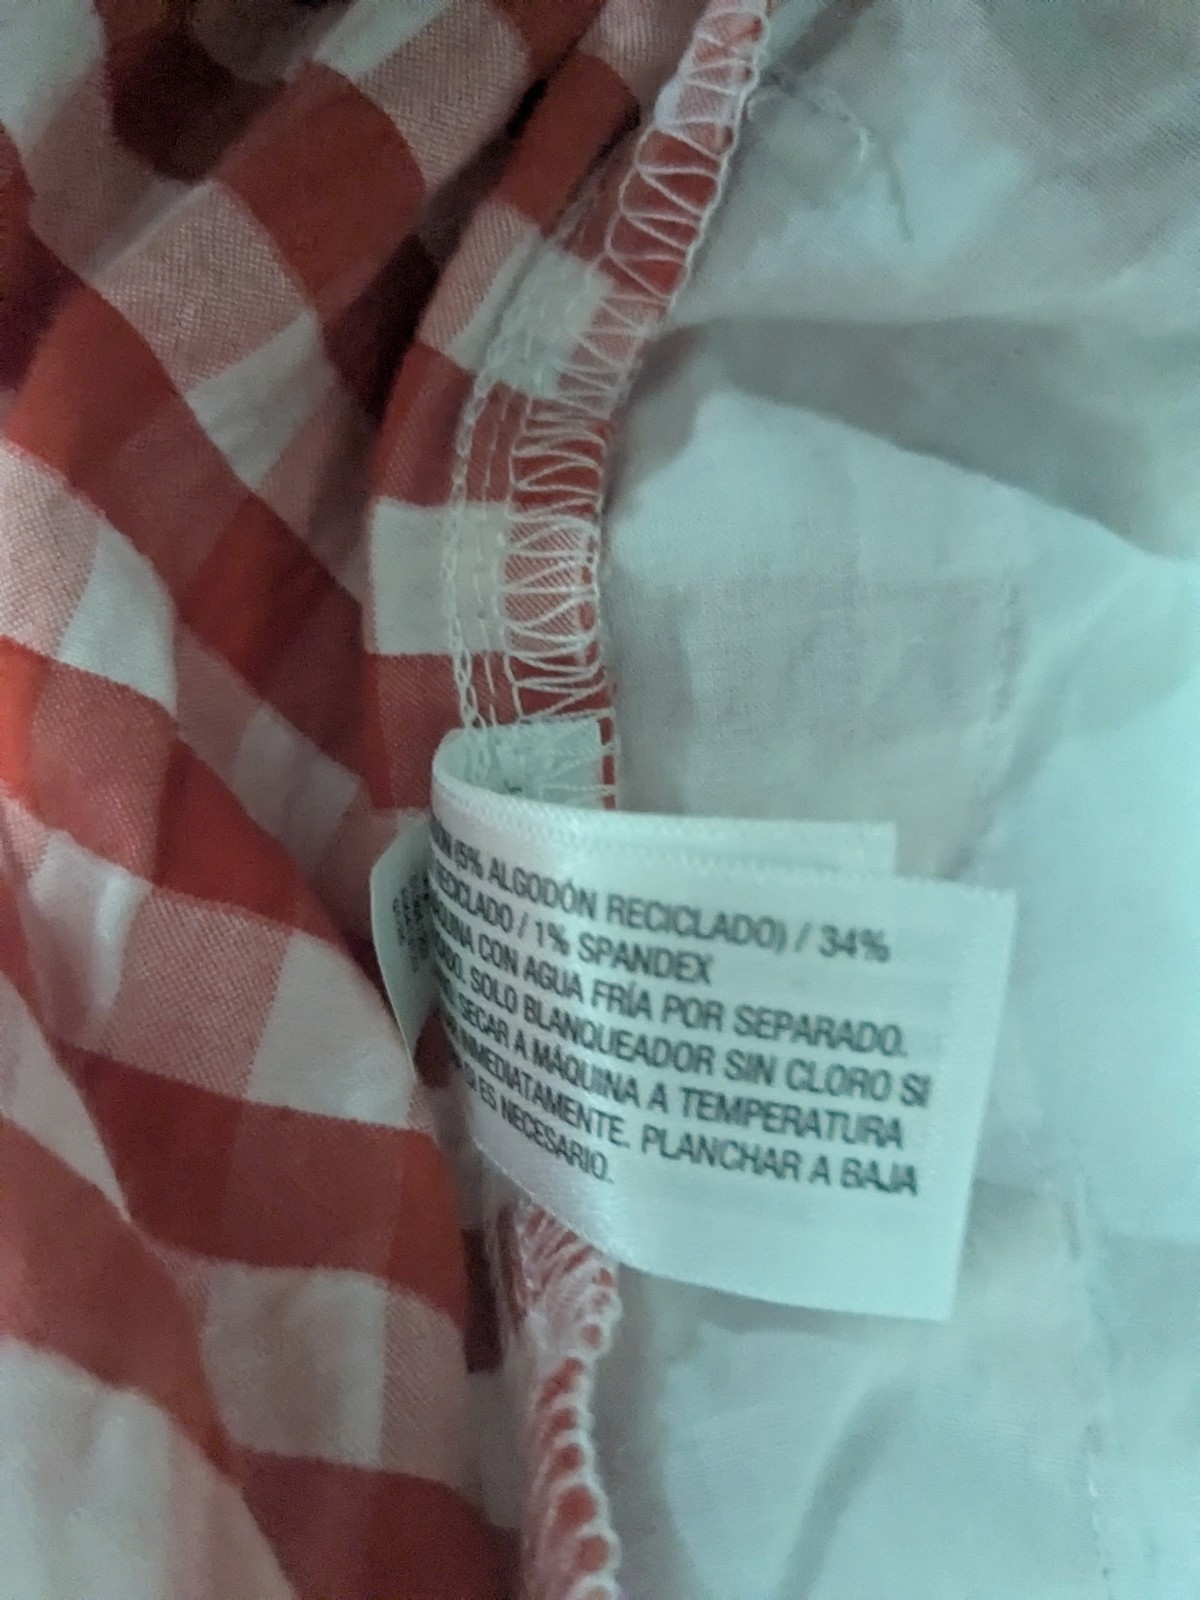 (5% ALGODÓN RECICLADO) / 34%
RECICLADO / 1% SPANDEX
CON AGUA FRÍA POR SEPARADO.
SOLO BLANQUEADOR SIN CLORO SI
SECAR A MÁQUINA A TEMPERATURA
INMEDIATAMENTE. PLANCHAR A BAJA
SI ES NECESARIO.